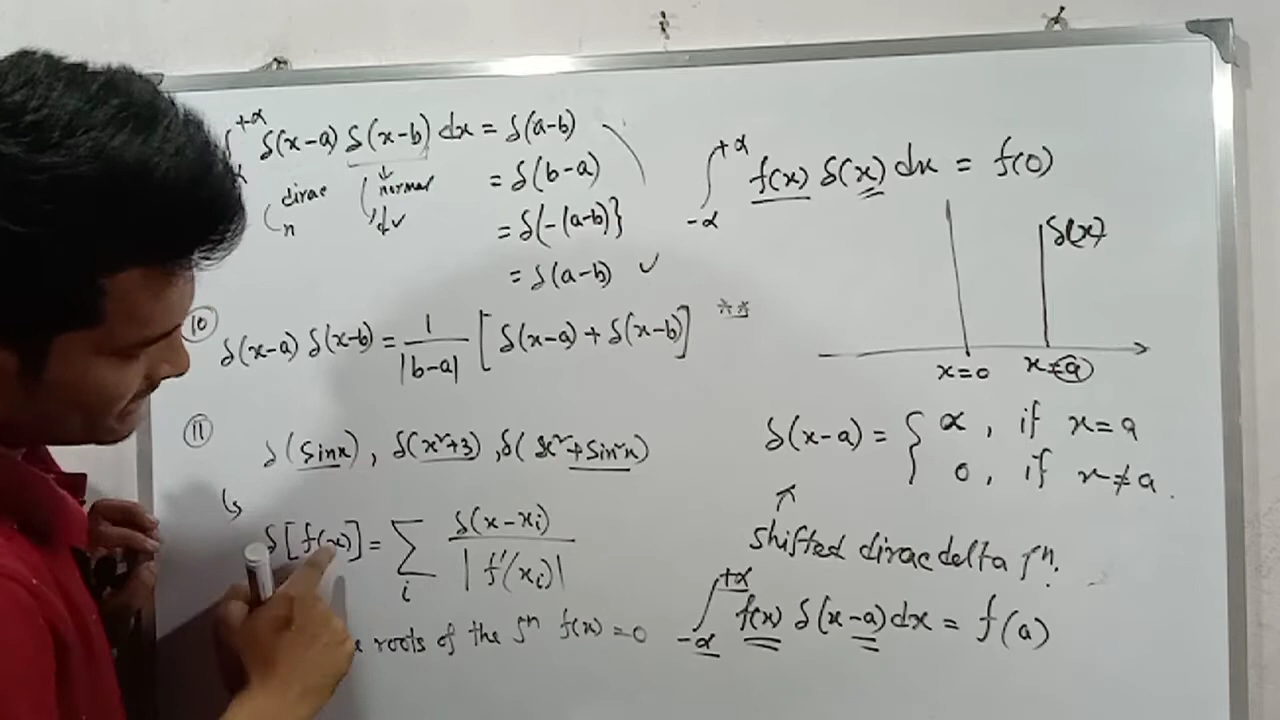 ∫ +α α δ(x-a) δ(x-b) dx = δ(a-b)
dirac normal
n dv
= δ(b-a)
= δ{-(a-b)}
= δ(a-b) ✓
⑩ δ(x-a) δ(x-b) = 1/|b-a| [δ(x-a) + δ(x-b)] **
⑪ δ(sinx), δ(x²+3), δ(x²+sin²x)
↳ δ[f(x)] = ∑i δ(x-xi)/|f'(xi)|
roots of the fn f(x) = 0
∫-α+α f(x) δ(x) dx = f(0)
δ(x)
x=0 x=a
δ(x-a) = { α, if x=a
0, if x≠a.
shifted dirac delta fn.
∫-α+α f(x) δ(x-a) dx = f(a)